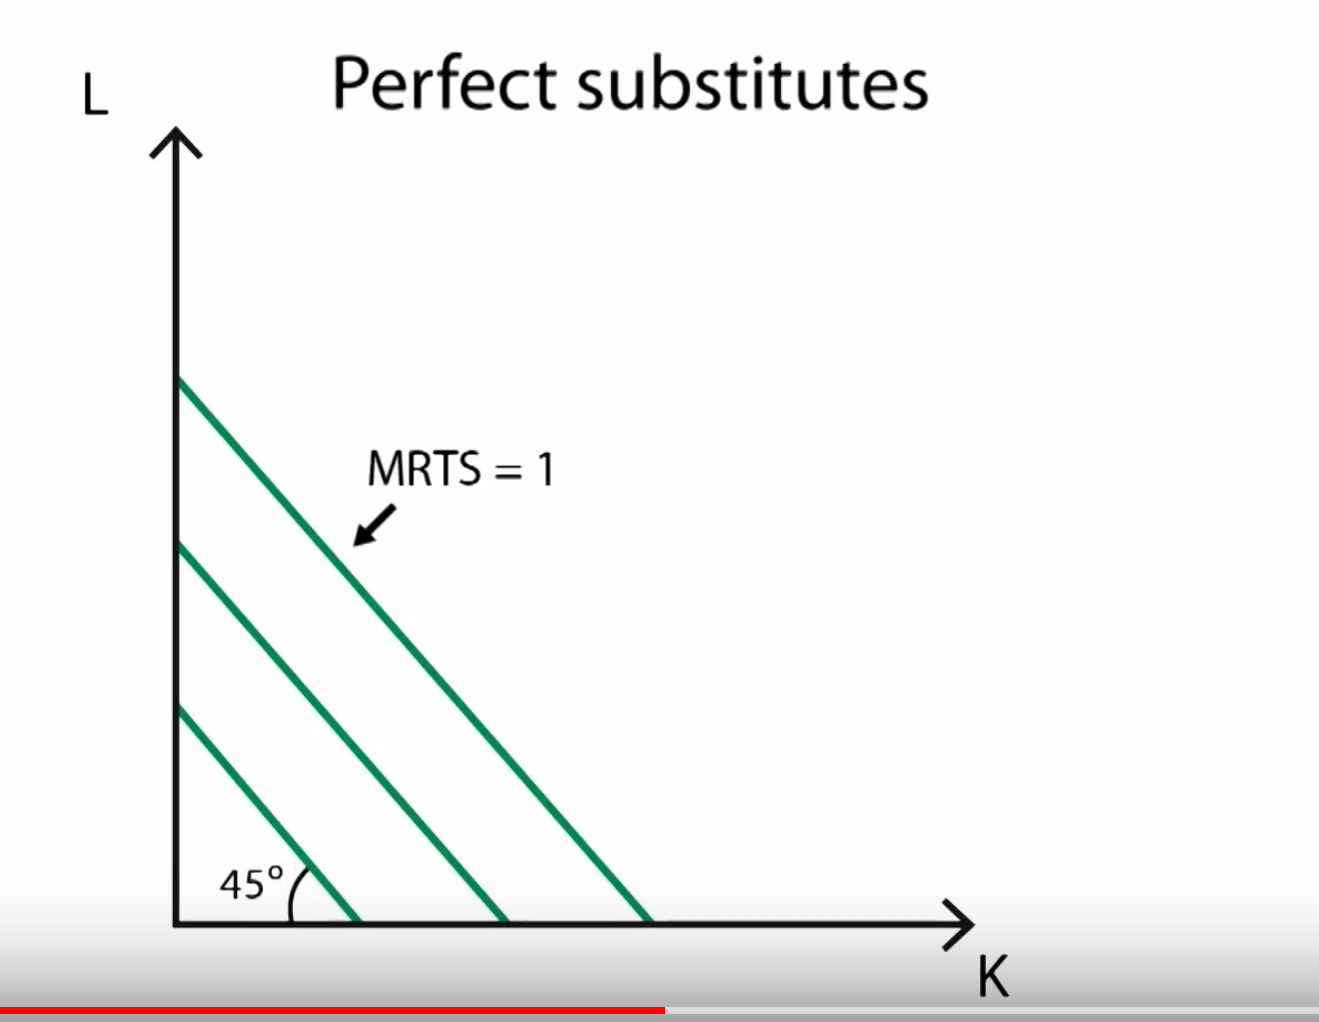 Perfect substitutes
L
MRTS = 1
45°
K